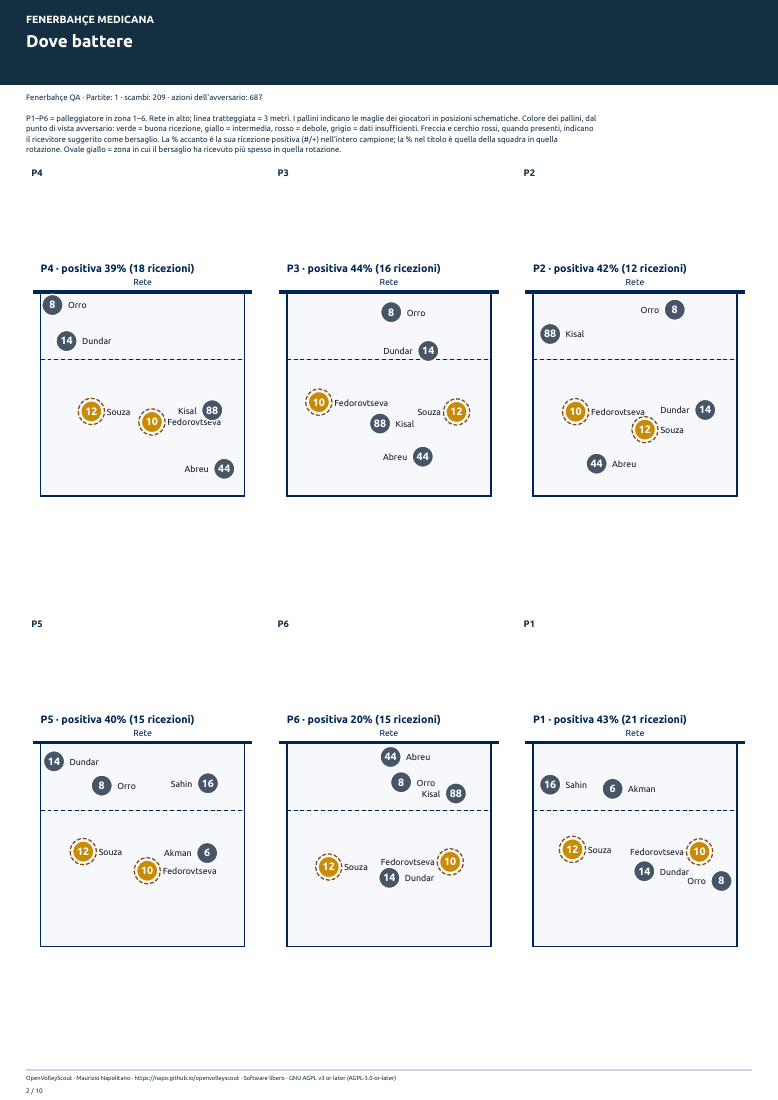 FENERBAHÇE MEDICANA
Dove battere
Fenerbahçe QA · Partite: 1 · scambi: 209 · azioni dell'avversario: 687
P1–P6 = palleggiatore in zona 1–6. Rete in alto; linea tratteggiata = 3 metri. I pallini indicano le maglie dei giocatori in posizioni schematiche. Colore dei pallini, dal
punto di vista avversario: verde = buona ricezione, giallo = intermedia, rosso = debole, grigio = dati insufficienti. Freccia e cerchio rossi, quando presenti, indicano
il ricevitore suggerito come bersaglio. La % accanto è la sua ricezione positiva (#/+) nell'intero campione; la % nel titolo è quella della squadra in quella
rotazione. Ovale giallo = zona in cui il bersaglio ha ricevuto più spesso in quella rotazione.
P4
P3
P2
P4 · positiva 39% (18 ricezioni)
Rete
8 Orro
14 Dundar
12 Souza
Kisal 88
10 Fedorovtseva
Abreu 44
P3 · positiva 44% (16 ricezioni)
Rete
8 Orro
Dundar 14
10 Fedorovtseva
Souza 12
88 Kisal
Abreu 44
P2 · positiva 42% (12 ricezioni)
Rete
Orro 8
88 Kisal
10 Fedorovtseva
Dundar 14
12 Souza
44 Abreu
P5
P6
P1
P5 · positiva 40% (15 ricezioni)
Rete
14 Dundar
8 Orro
Sahin 16
12 Souza
Akman 6
10 Fedorovtseva
P6 · positiva 20% (15 ricezioni)
Rete
44 Abreu
8 Orro
Kisal 88
Fedorovtseva 10
12 Souza
14 Dundar
P1 · positiva 43% (21 ricezioni)
Rete
16 Sahin
6 Akman
12 Souza
Fedorovtseva 10
14 Dundar
Orro 8
OpenVolleyScout · Maurizio Napolitano · https://napo.github.io/openvolleyscout · Software libero · GNU AGPL v3 or later (AGPL-3.0-or-later)
2 / 10